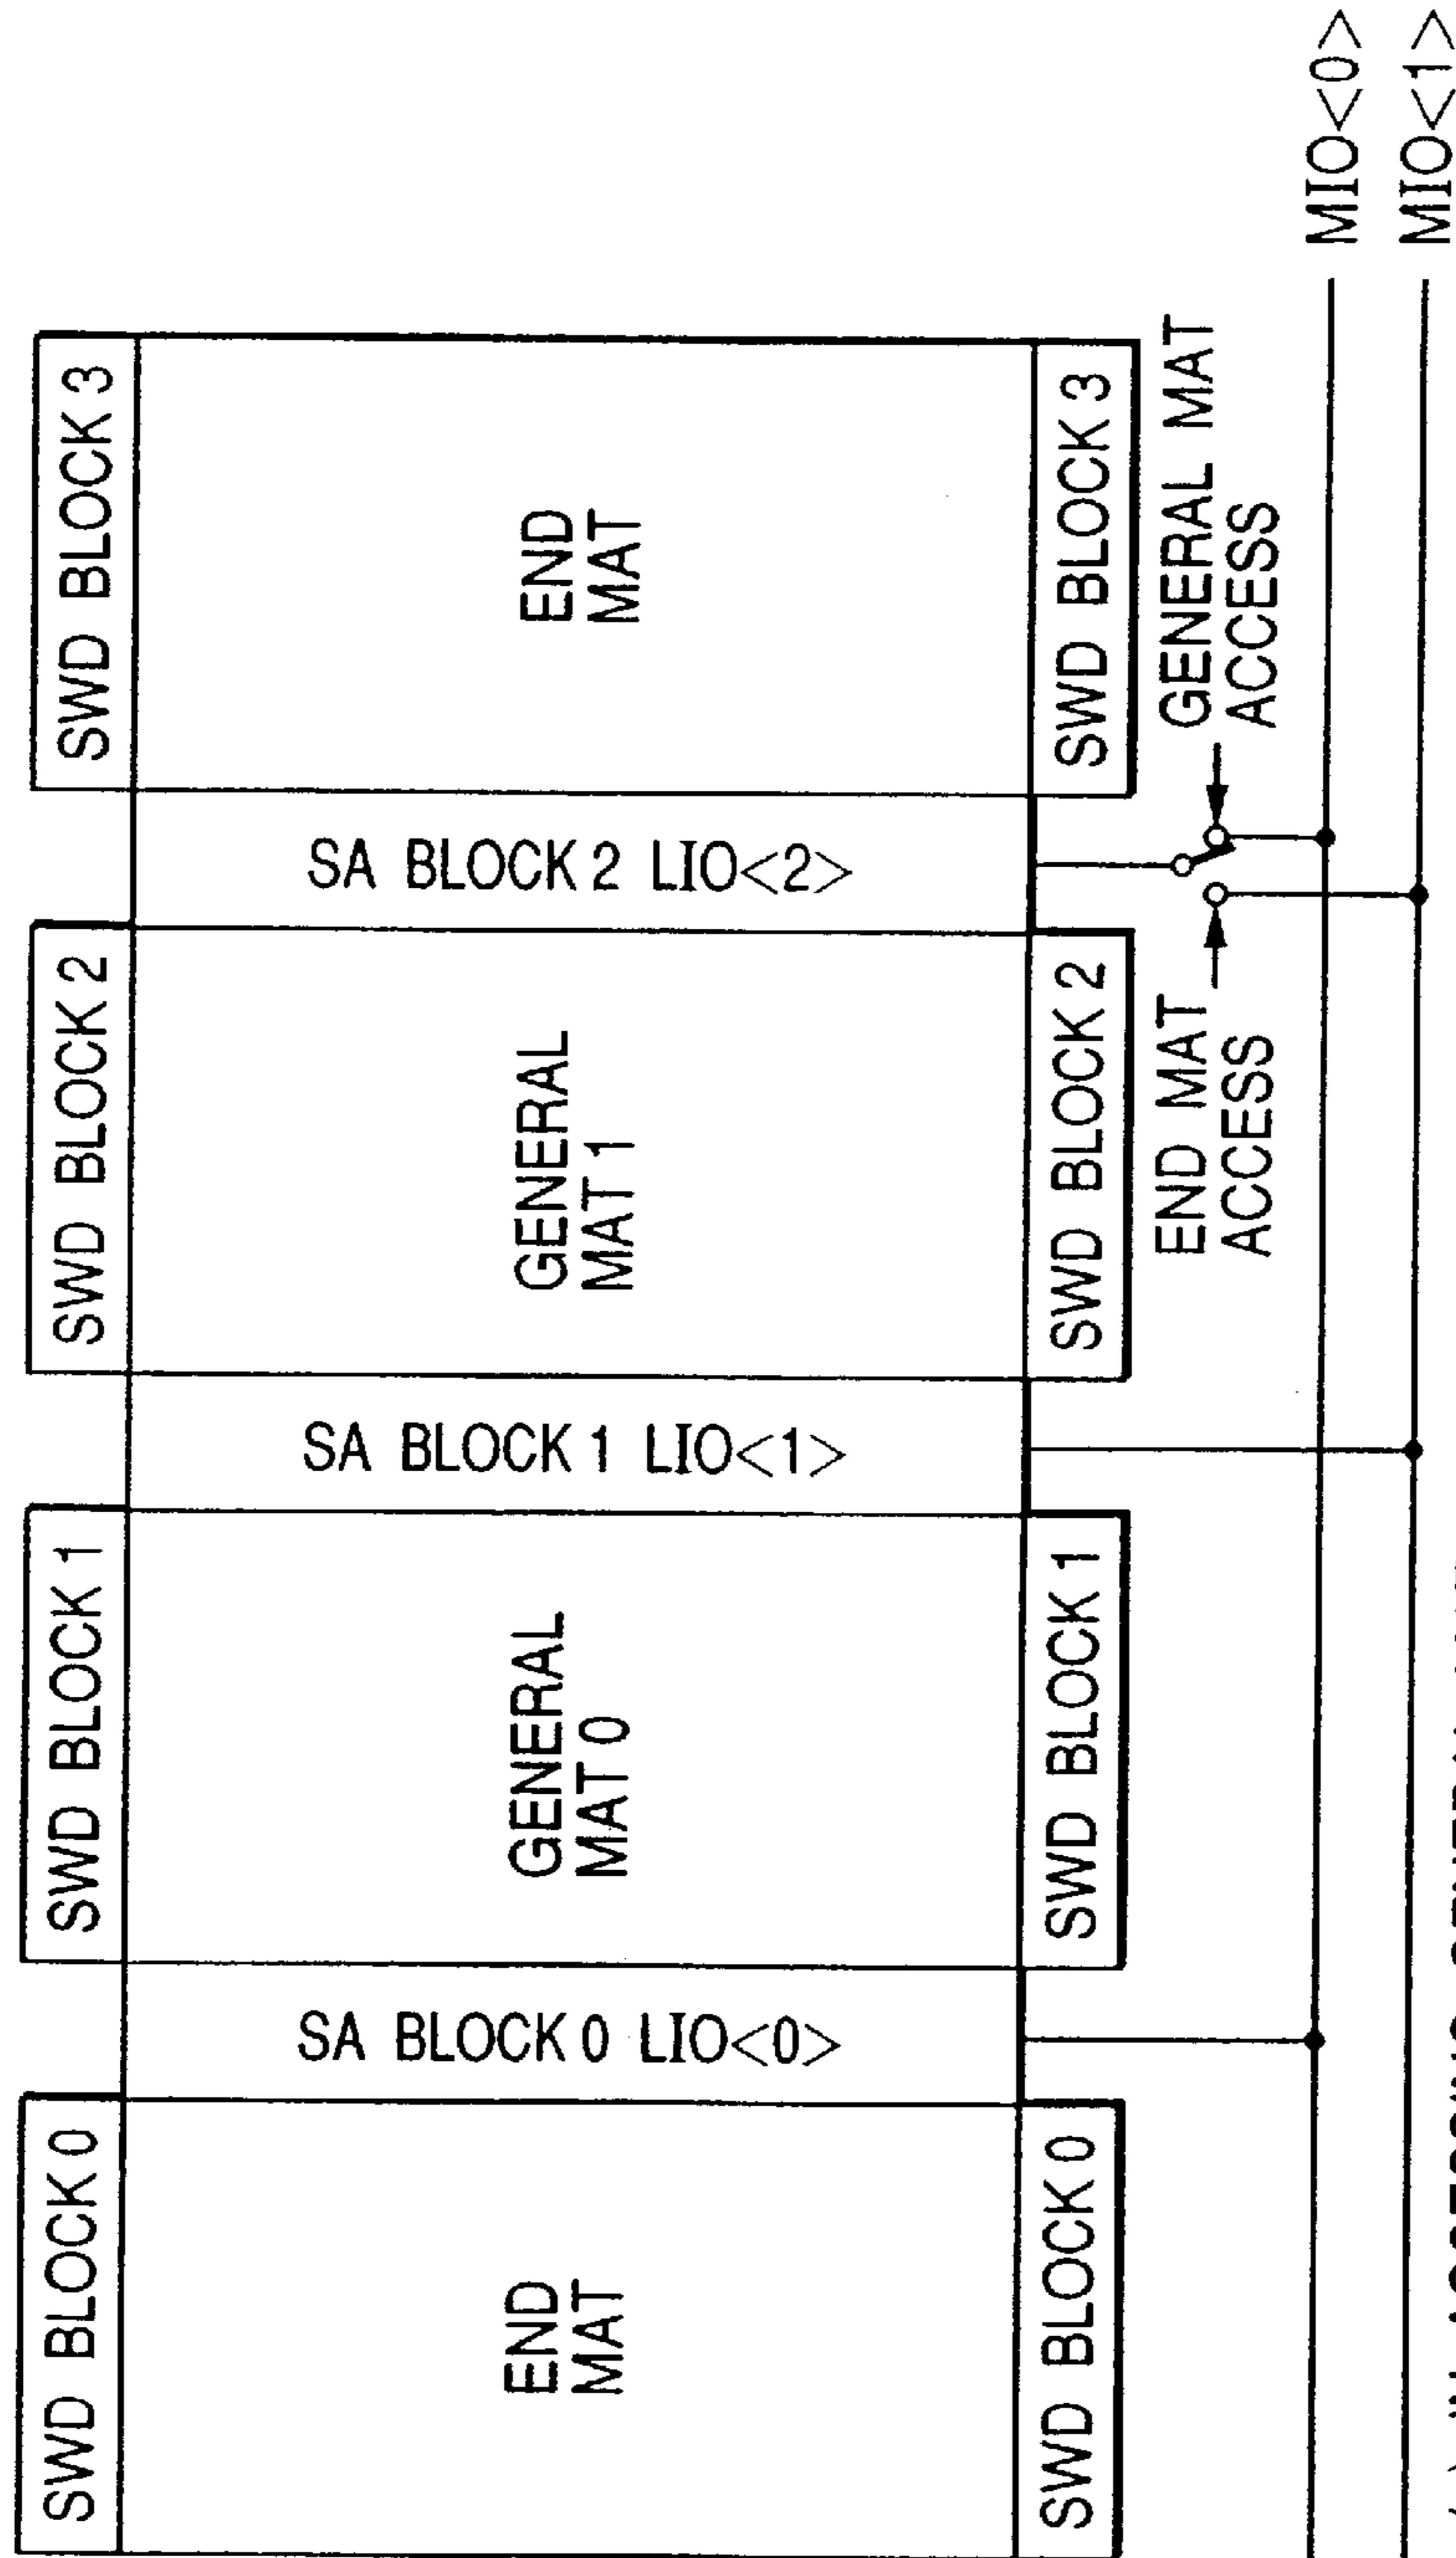 SWD BLOCK 0
SWD BLOCK 1
SWD BLOCK 2
SWD BLOCK 3
END
MAT
SA BLOCK 0 LIO<0>
GENERAL
MAT 0
SA BLOCK 1 LIO<1>
GENERAL
MAT 1
SA BLOCK 2 LIO<2>
END
MAT
SWD BLOCK 0
SWD BLOCK 1
SWD BLOCK 2
SWD BLOCK 3
END MAT
ACCESS
GENERAL MAT
ACCESS
MIO<0>
MIO<1>